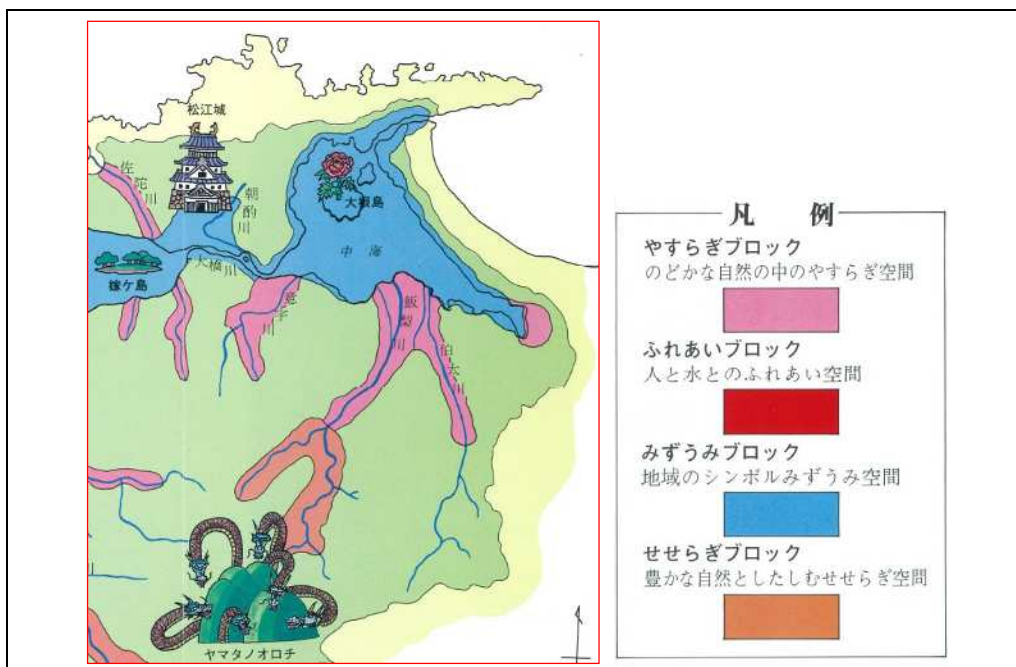 松江城
佐陀川
朝酌川
大根島
中海
大橋川
嫁ケ島
意宇川
飯梨川
伯太川
川
ヤマタノオロチ
凡例
やすらぎブロック
のどかな自然の中のやすらぎ空間
ふれあいブロック
人と水とのふれあい空間
みずうみブロック
地域のシンボルみずうみ空間
せせらぎブロック
豊かな自然としたしむせせらぎ空間